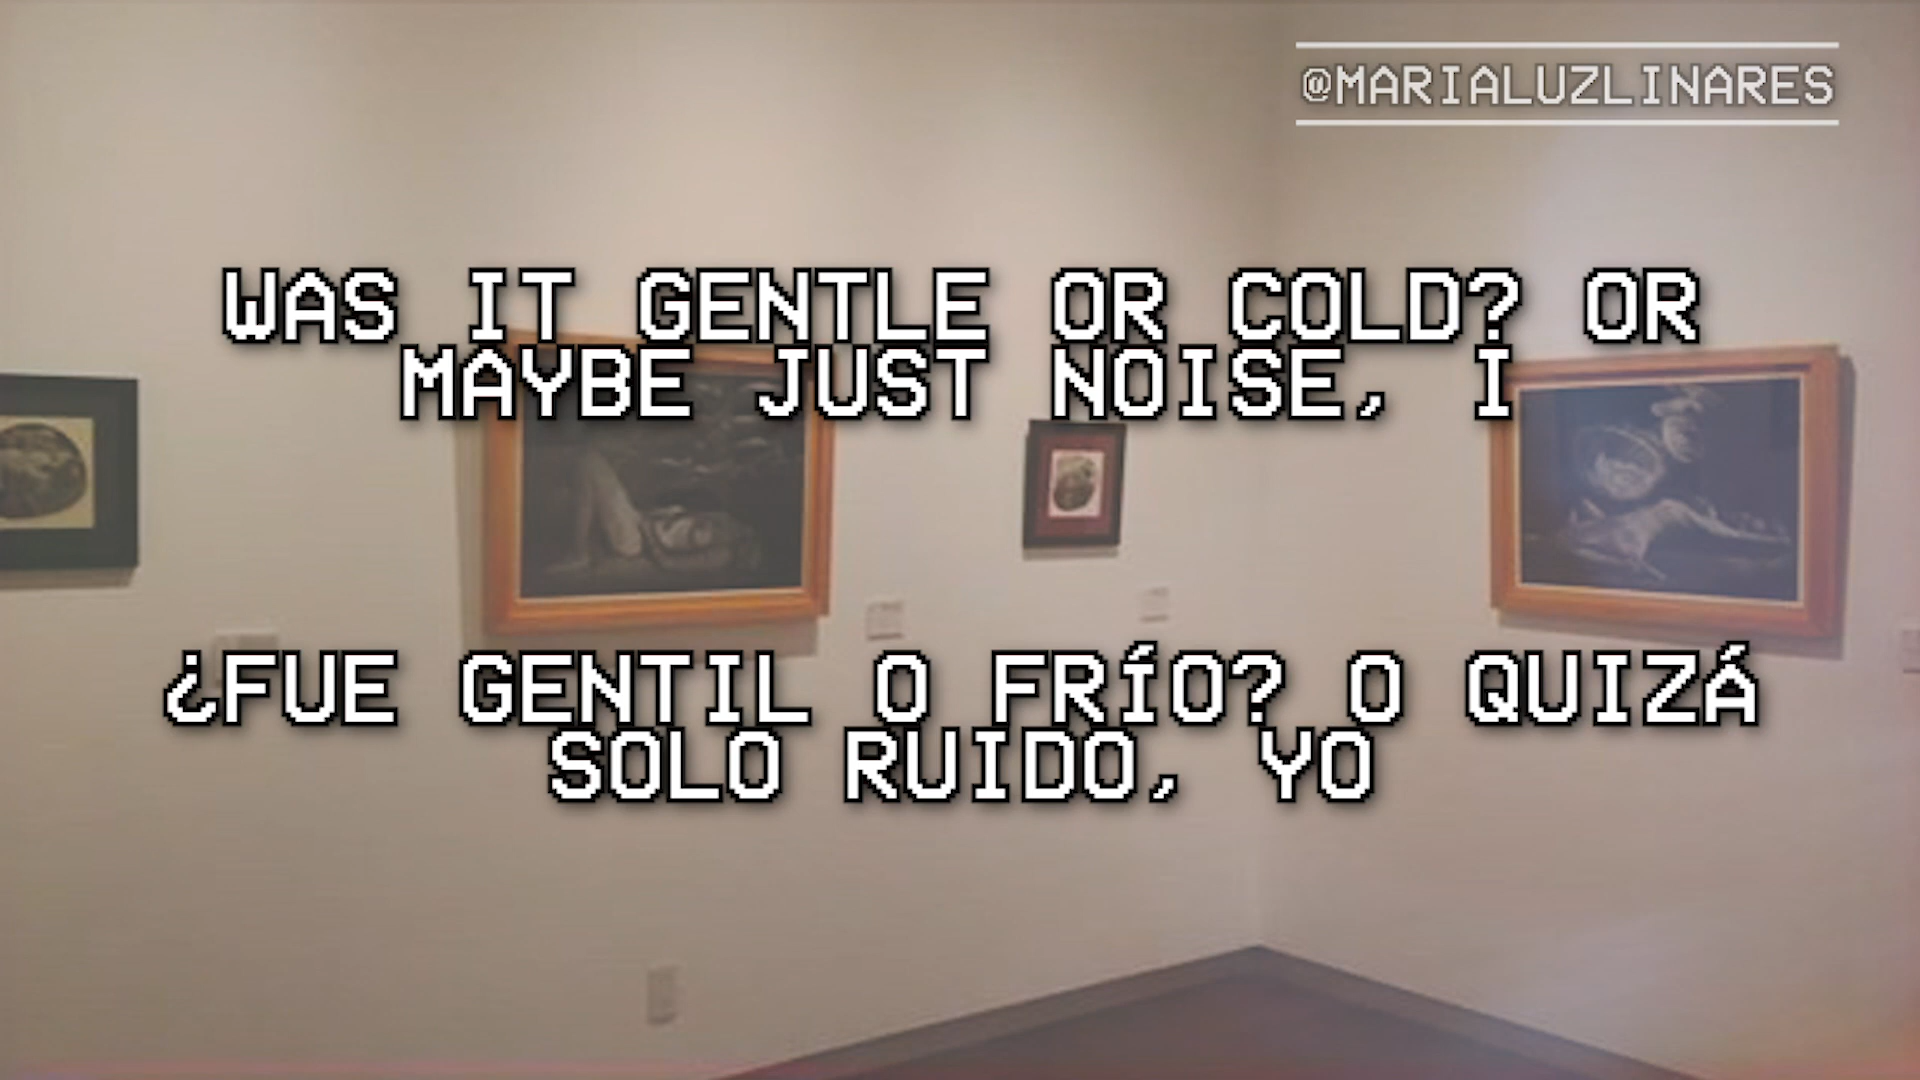 @MARIALUZLINARES
WAS IT GENTLE OR COLD? OR
MAYBE JUST NOISE, I
¿FUE GENTIL O FRÍO? O QUIZÁ
SOLO RUIDO, YO